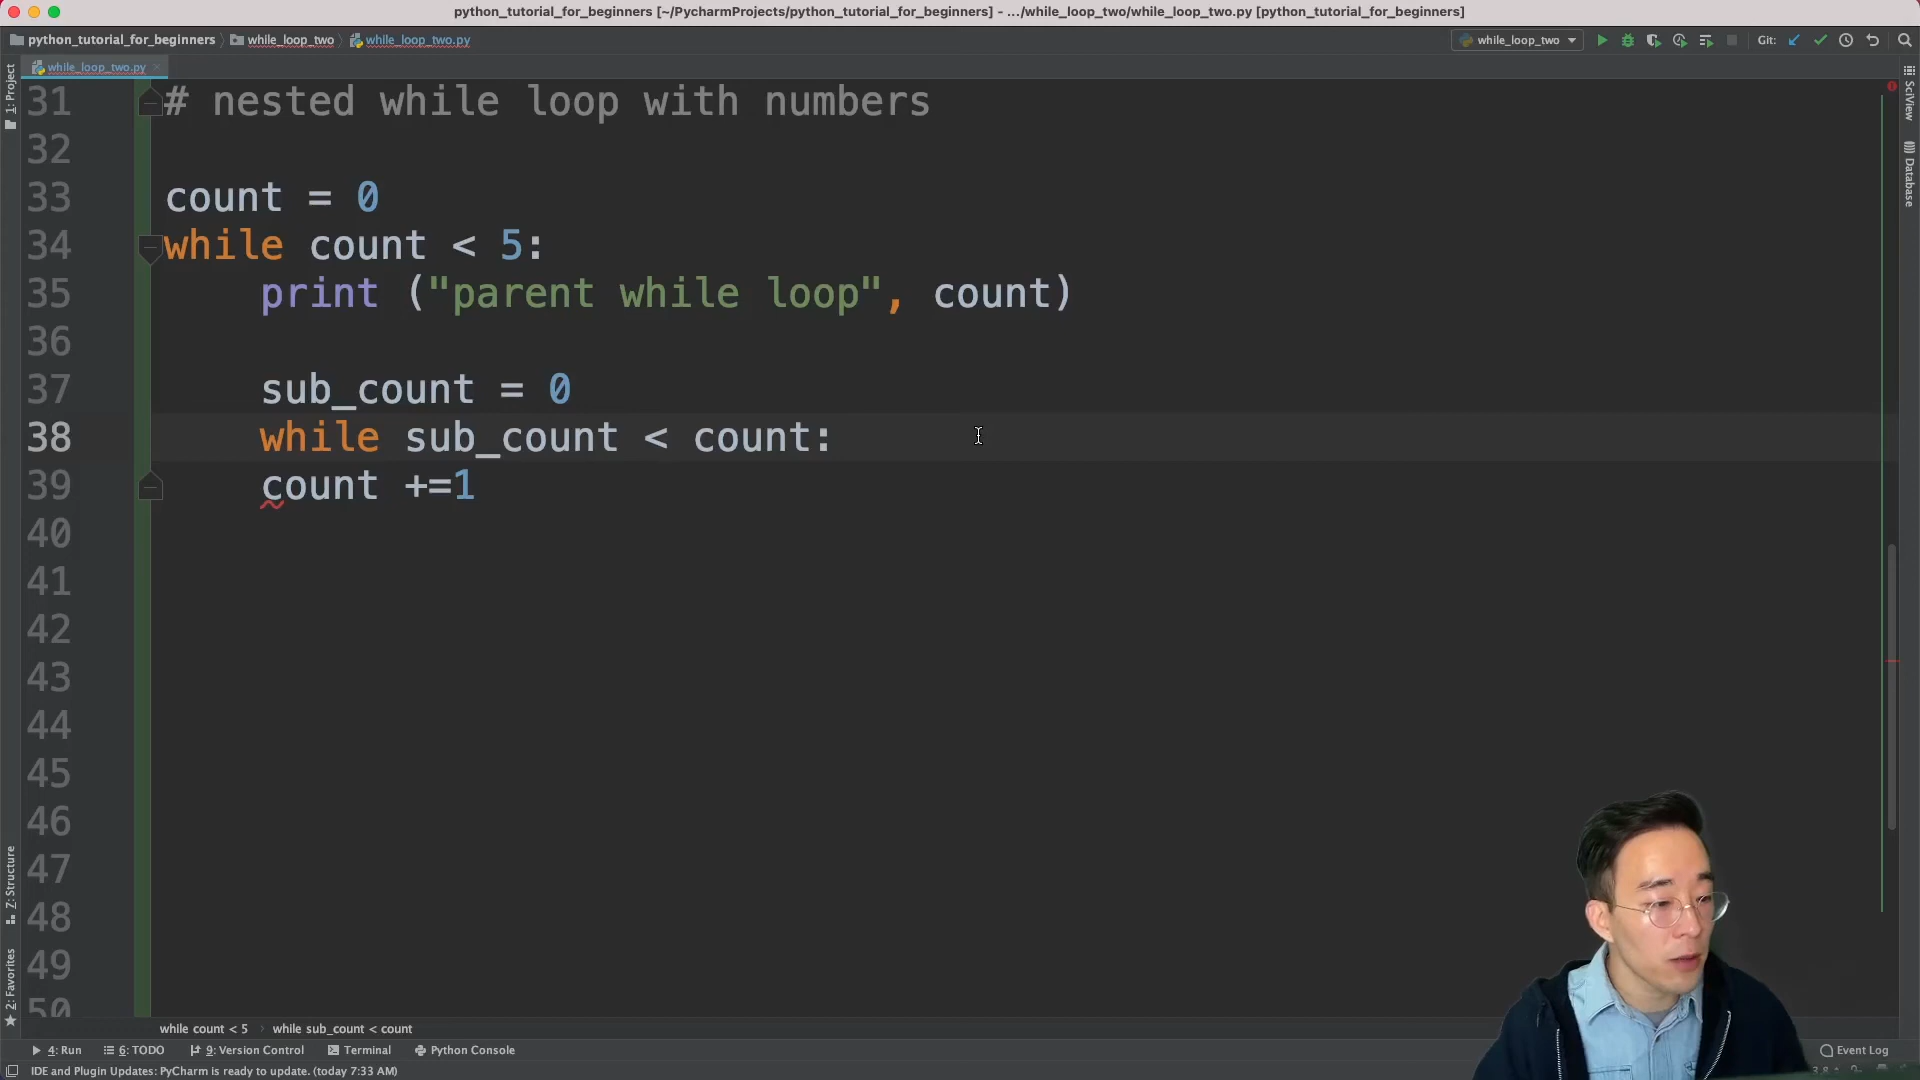 python_tutorial_for_beginners [~/PycharmProjects/python_tutorial_for_beginners] - .../while_loop_two/while_loop_two.py [python_tutorial_for_beginners]
python_tutorial_for_beginners while_loop_two while_loop_two.py while_loop_two Git:
while_loop_two.py
1: Project
SciView
Database
31 # nested while loop with numbers
32
33 count = 0
34 while count < 5:
35 print ("parent while loop", count)
36
37 sub_count = 0
38 while sub_count < count:
39 count +=1
40
41
42
43
44
45
46
47
48
49
50
Z: Structure
2: Favorites
while count < 5 while sub_count < count
4: Run 6: TODO 9: Version Control Terminal Python Console Event Log
IDE and Plugin Updates: PyCharm is ready to update. (today 7:33 AM)